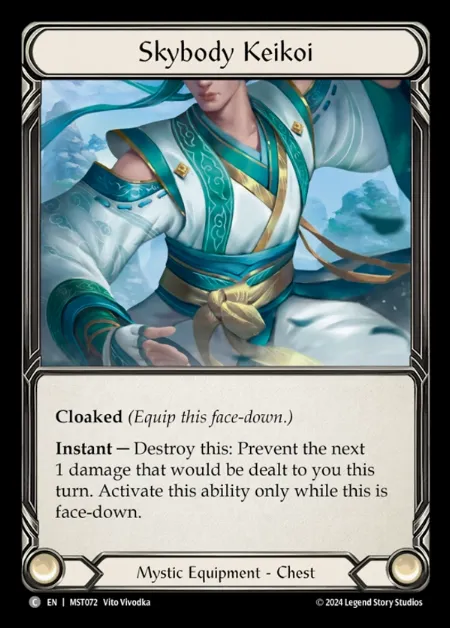 Skybody Keikoi
Cloaked (Equip this face-down.)
Instant — Destroy this: Prevent the next
1 damage that would be dealt to you this
turn. Activate this ability only while this is
face-down.
Mystic Equipment - Chest
C EN | MST072 Vito Vivodka
© 2024 Legend Story Studios